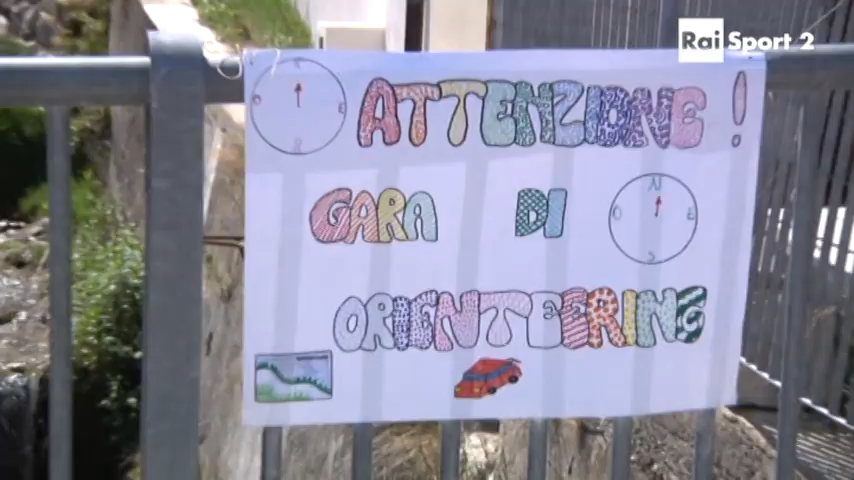 Rai Sport 2
ATTENZIONE!
GARA DI
N
O E
S
ORIENTEERING